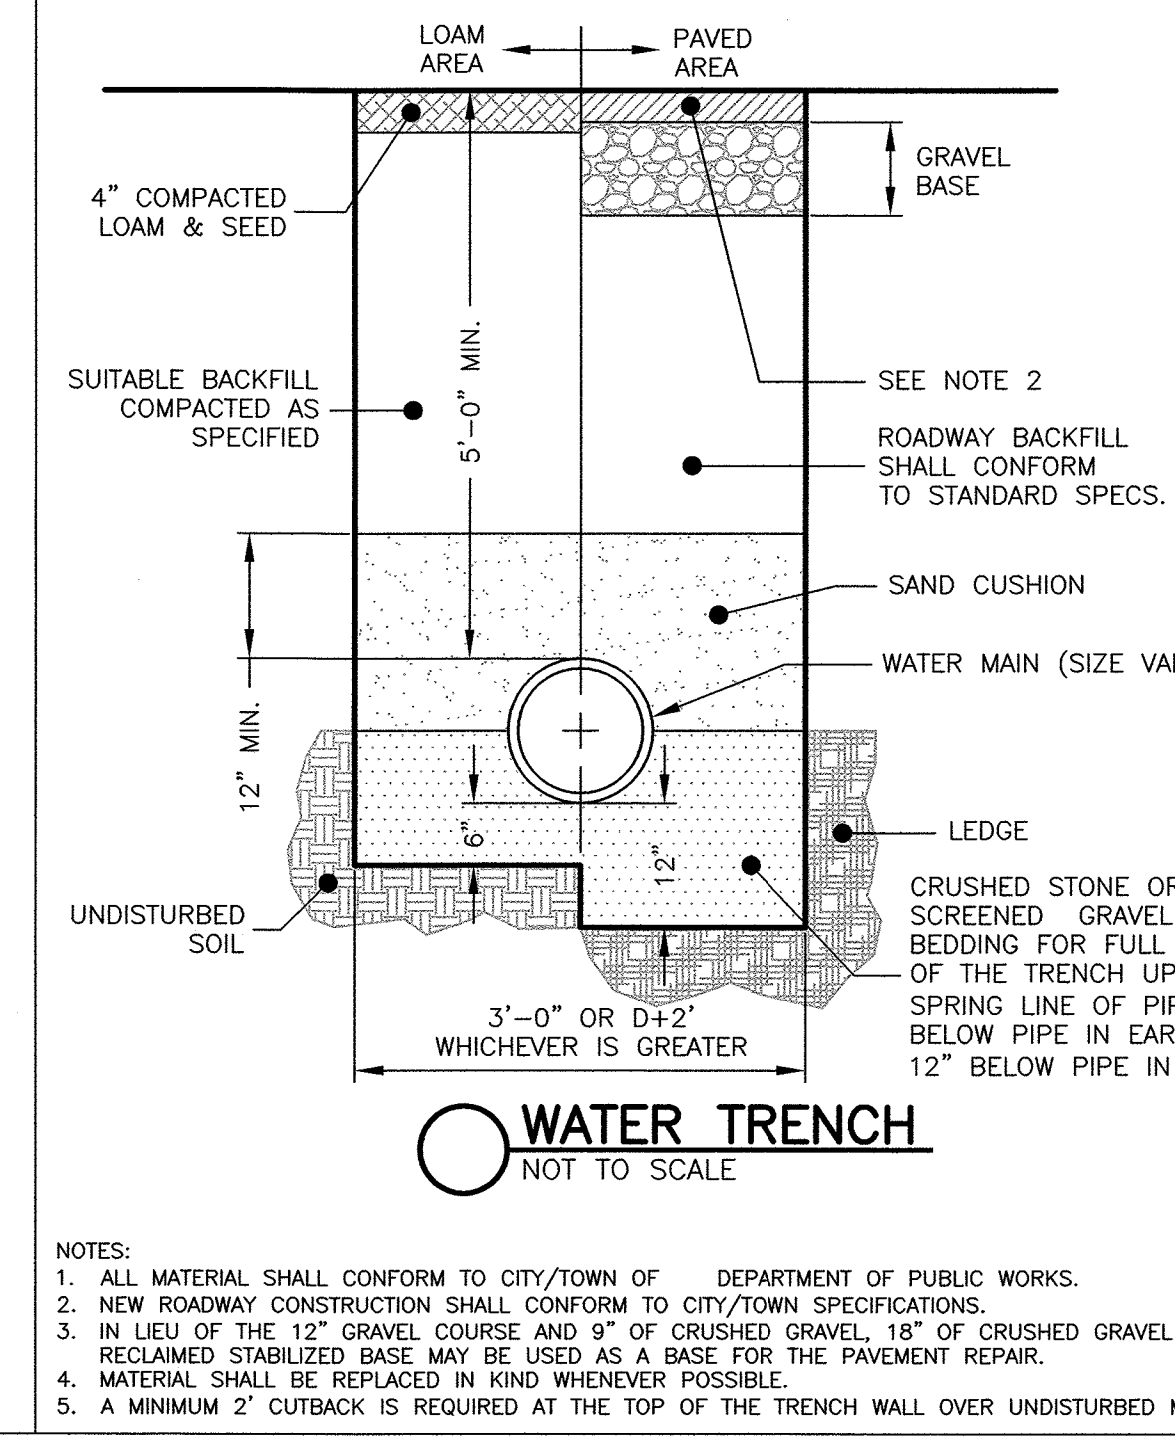 LOAM
AREA
PAVED
AREA
GRAVEL
BASE
4" COMPACTED
LOAM & SEED
5'-0" MIN.
SUITABLE BACKFILL
COMPACTED AS
SPECIFIED
SEE NOTE 2
ROADWAY BACKFILL
SHALL CONFORM
TO STANDARD SPECS.
SAND CUSHION
WATER MAIN (SIZE
12" MIN.
6"
12"
LEDGE
UNDISTURBED
SOIL
CRUSHED STONE OR
SCREENED GRAVEL
BEDDING FOR FULL
OF THE TRENCH UP
SPRING LINE OF
BELOW PIPE IN
12" BELOW PIPE IN
3'-0" OR D+2'
WHICHEVER IS GREATER
WATER TRENCH
NOT TO SCALE
NOTES:
1. ALL MATERIAL SHALL CONFORM TO CITY/TOWN OF DEPARTMENT OF PUBLIC WORKS.
2. NEW ROADWAY CONSTRUCTION SHALL CONFORM TO CITY/TOWN SPECIFICATIONS.
3. IN LIEU OF THE 12" GRAVEL COURSE AND 9" OF CRUSHED GRAVEL, 18" OF CRUSHED GRAVEL
RECLAIMED STABILIZED BASE MAY BE USED AS A BASE FOR THE PAVEMENT REPAIR.
4. MATERIAL SHALL BE REPLACED IN KIND WHENEVER POSSIBLE.
5. A MINIMUM 2' CUTBACK IS REQUIRED AT THE TOP OF THE TRENCH WALL OVER UNDISTURBED